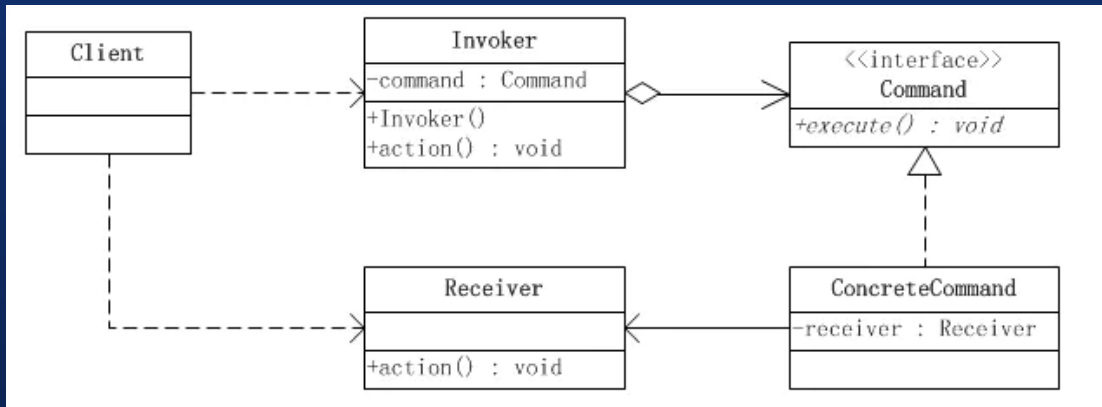 Client
Invoker
-command : Command
+Invoker()
+action() : void
<<interface>>
Command
+execute() : void
Receiver
+action() : void
ConcreteCommand
-receiver : Receiver